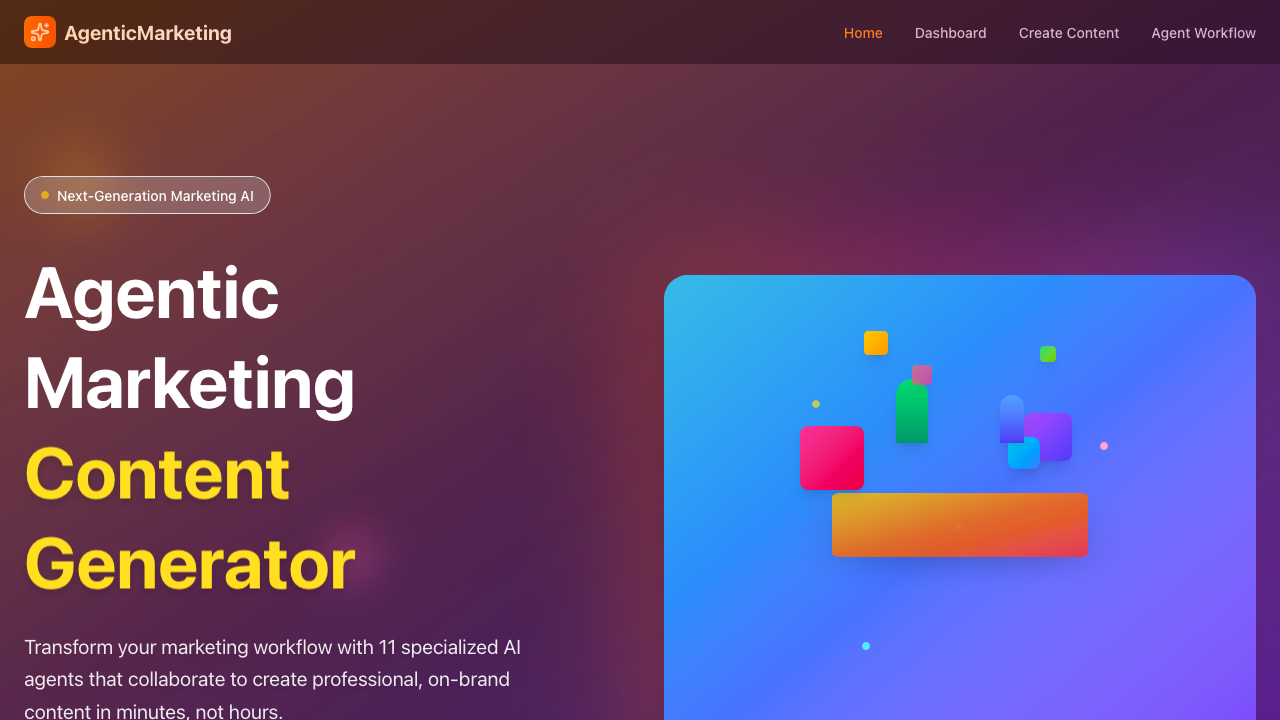 AgenticMarketing
Home
Dashboard
Create Content
Agent Workflow
Next-Generation Marketing AI
Agentic
Marketing
Content
Generator
Transform your marketing workflow with 11 specialized AI
agents that collaborate to create professional, on-brand
content in minutes, not hours.